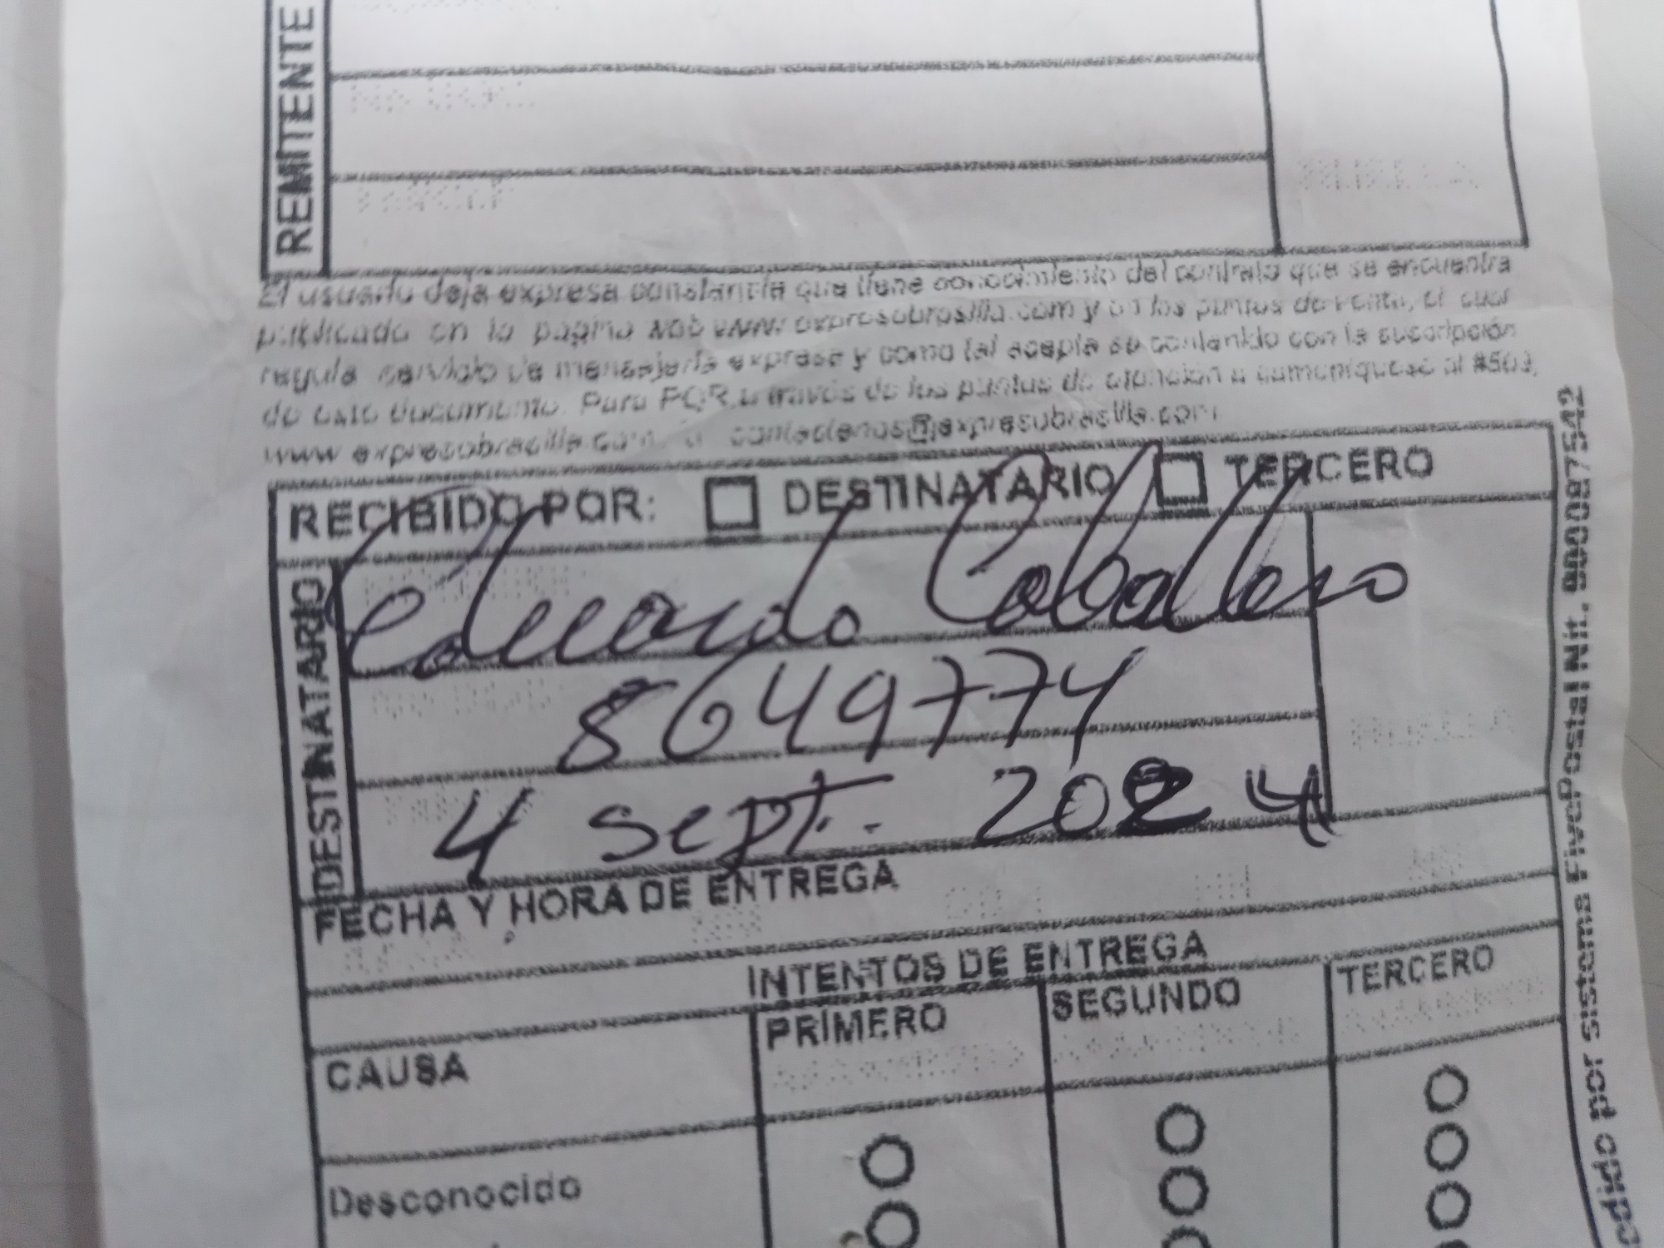 REMITENTE
El usuario deja expresa constancia que tiene conocimiento del contrato que se encuentra
publicado en la pagina web www.expresobrasilia.com y en los puntos de venta, el cual
regula servicio de mensajeria expresa y como tal acepta su contenido con la suscripción
de este documento. Para PQR a través de los puntos de atención o comuniquese al #503,
www.expresobrasilia.com. o contactenos@expresobrasilia.com
RECIBIDO POR: DESTINATARIO TERCERO
DESTINATARIO
Eduardo Caballero
8649774
4 sept. 2024
FECHA Y HORA DE ENTREGA
INTENTOS DE ENTREGA
CAUSA PRIMERO SEGUNDO TERCERO
Desconocido
por sistema FivePostal Nit. 900087542